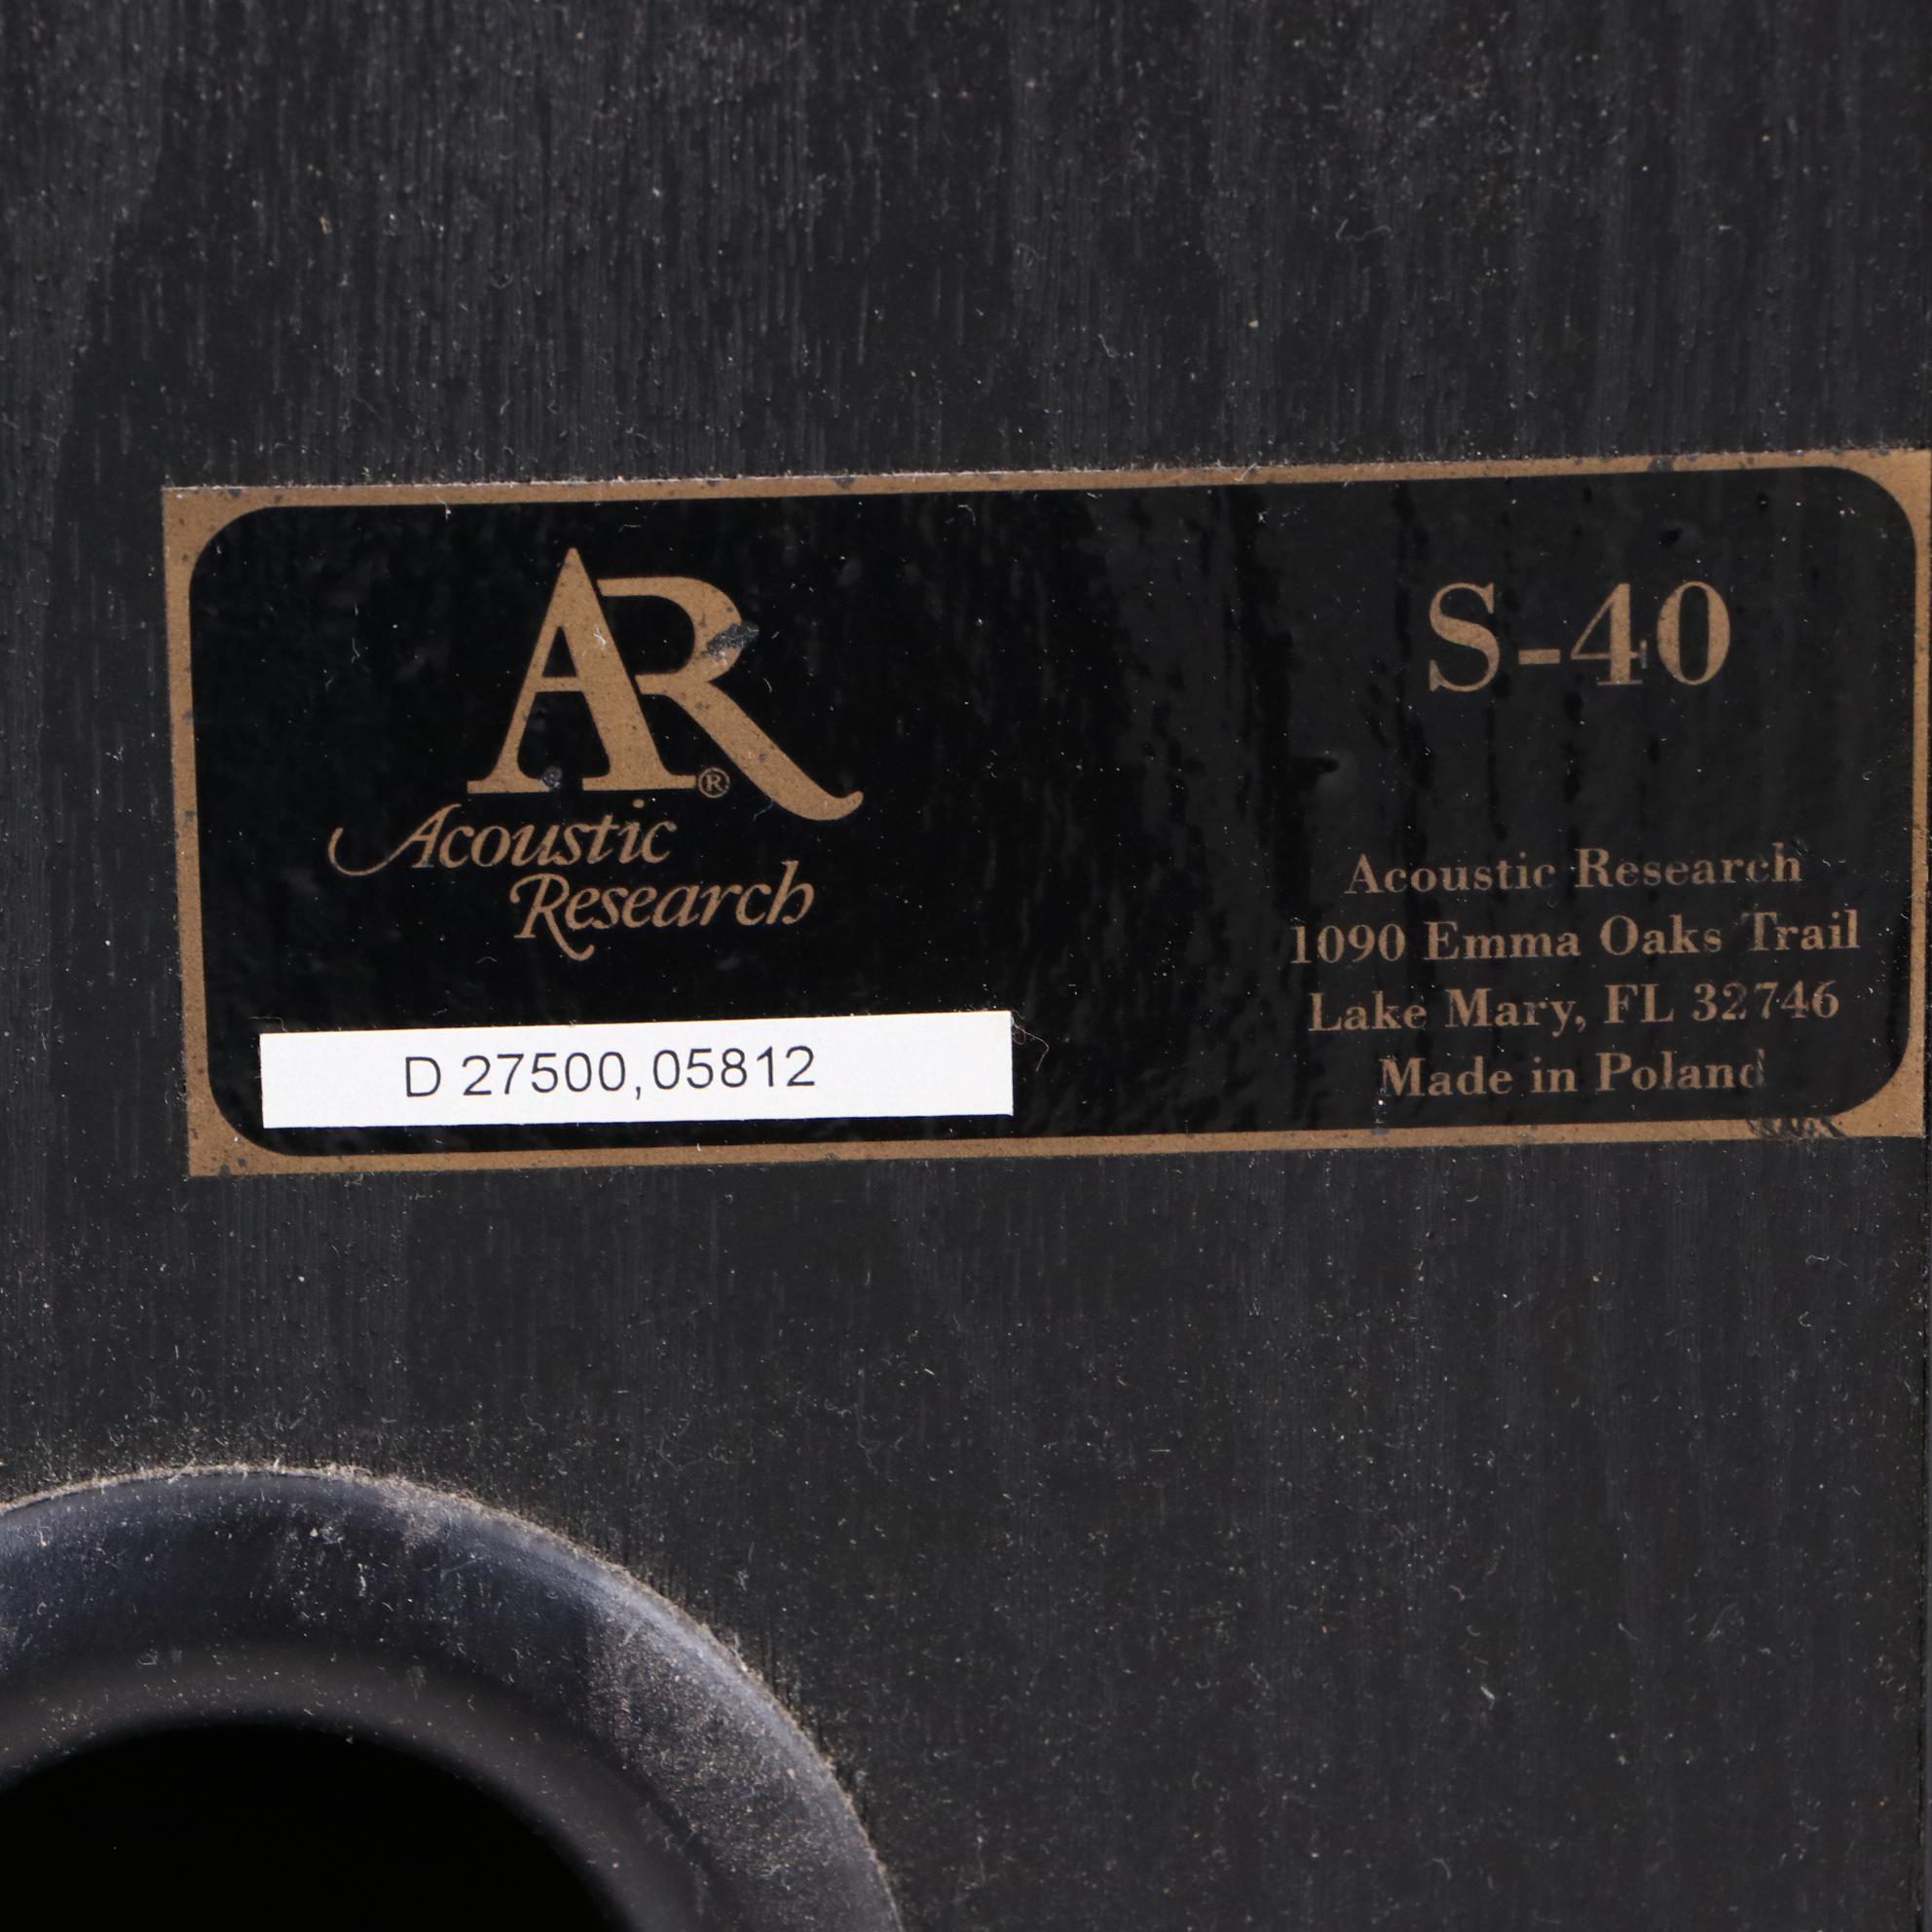 AR®
Acoustic
Research
D 27500,05812
S-40
Acoustic Research
1090 Emma Oaks Trail
Lake Mary, FL 32746
Made in Poland